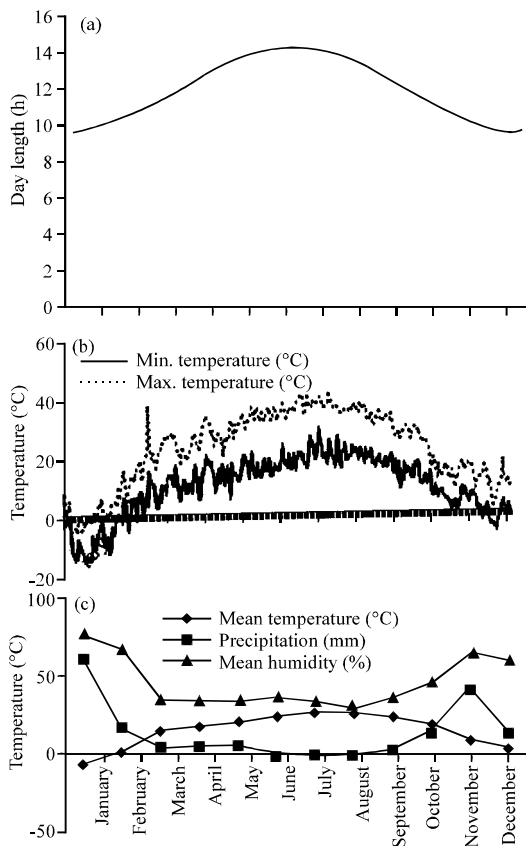 (a)
Day length (h)
16
14
12
10
8
6
4
2
0
(b)
Min. temperature (°C)
Max. temperature (°C)
Temperature (°C)
60
40
20
0
-20
(c)
Mean temperature (°C)
Precipitation (mm)
Mean humidity (%)
Temperature (°C)
100
50
0
-50
January
February
March
April
May
June
July
August
September
October
November
December